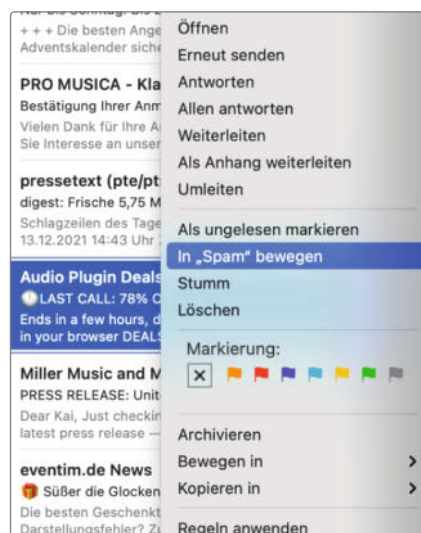 + + + Die besten Ange
Adventskalender siche
PRO MUSICA - Kla
Bestätigung Ihrer Anm
Vielen Dank für Ihre A
Sie Interesse an unser
pressetext (pte/pt
digest: Frische 5,75 M
Schlagzeilen des Tage
13.12.2021 14:43 Uhr
Audio Plugin Deals
LAST CALL: 78% O
Ends in a few hours, d
in your browser DEALS
Miller Music and M
PRESS RELEASE: Unit
Dear Kai, Just checkin
latest press release —
eventim.de News
Süßer die Glocken
Die besten Geschenkt
Darstellungsfehler? Zu
Öffnen
Erneut senden
Antworten
Allen antworten
Weiterleiten
Als Anhang weiterleiten
Umleiten
Als ungelesen markieren
In „Spam“ bewegen
Stumm
Löschen
Markierung:
Archivieren
Bewegen in
Kopieren in
Regeln anwenden